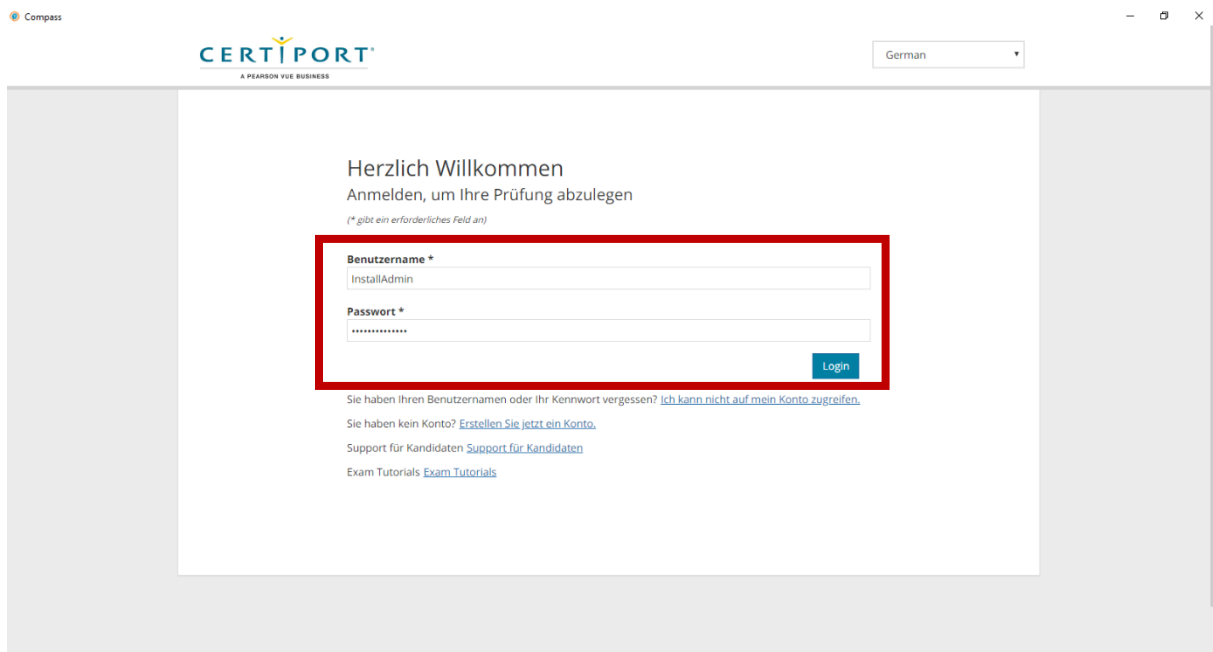 Compass
CERTIPORT
A PEARSON VUE BUSINESS
German
Herzlich Willkommen
Anmelden, um Ihre Prüfung abzulegen
(* gibt ein erforderliches Feld an)
Benutzername *
InstallAdmin
Passwort *
••••••••••••••
Login
Sie haben Ihren Benutzernamen oder Ihr Kennwort vergessen? Ich kann nicht auf mein Konto zugreifen.
Sie haben kein Konto? Erstellen Sie jetzt ein Konto.
Support für Kandidaten Support für Kandidaten
Exam Tutorials Exam Tutorials